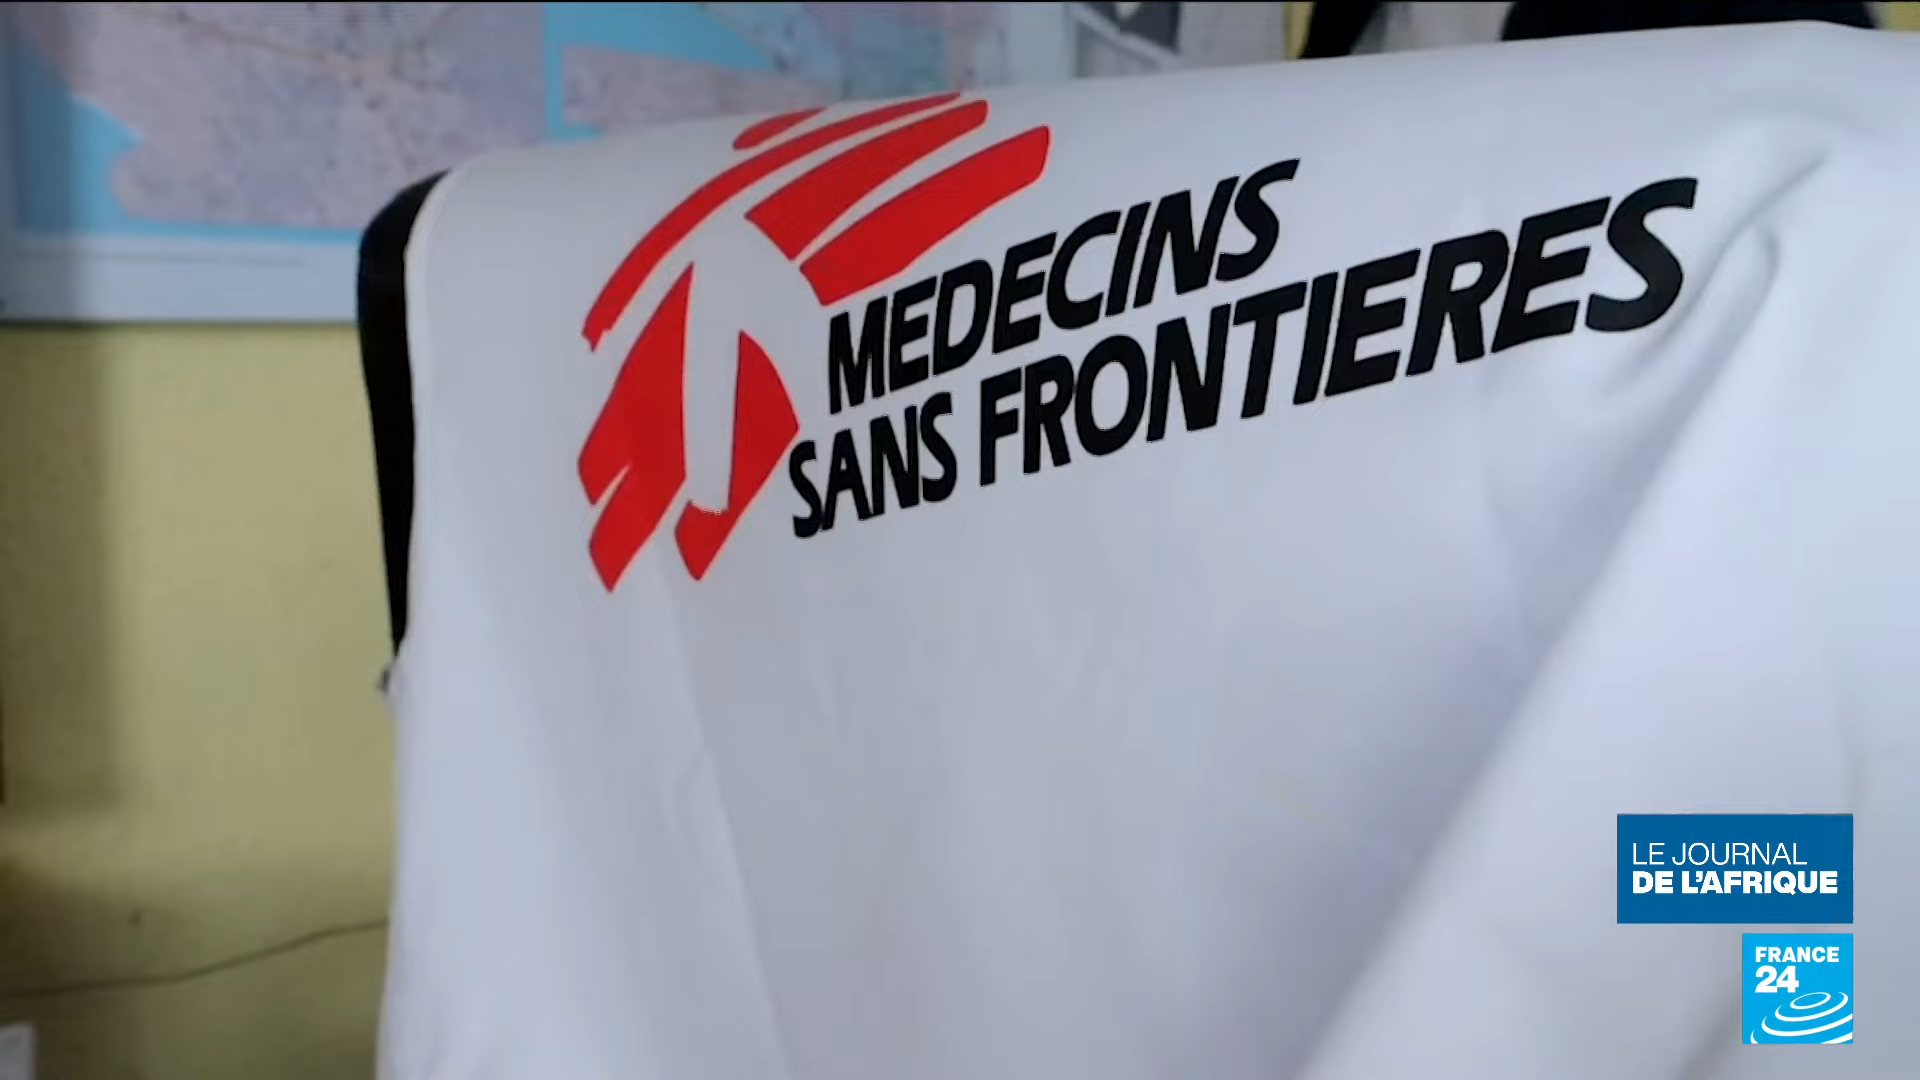 MEDECINS
SANS FRONTIERES
LE JOURNAL
DE L'AFRIQUE
FRANCE
24